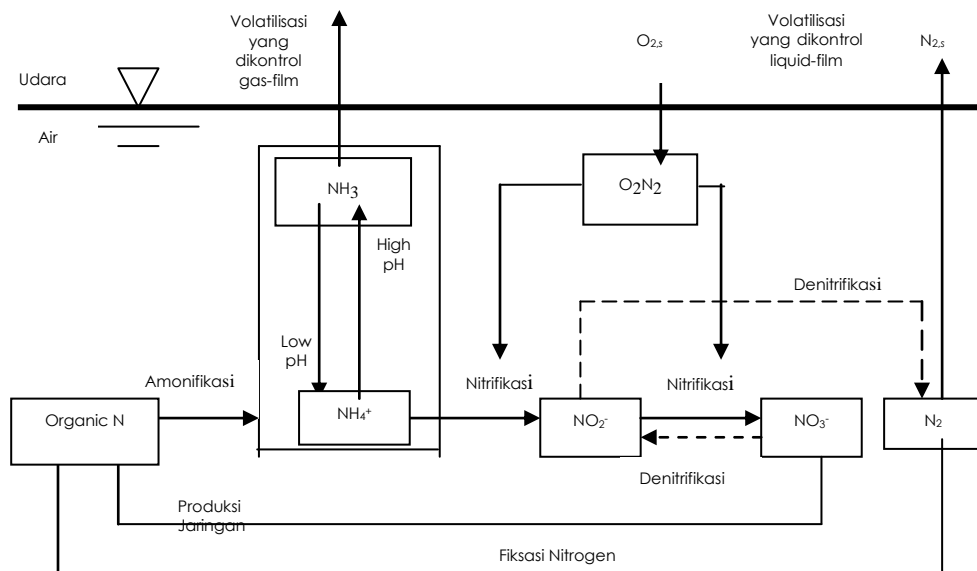 Volatilisasi
yang
dikontrol
gas-film
O2,s
Volatilisasi
yang dikontrol
liquid-film
N2,s
Udara
Air
NH3
O2N2
High
pH
Denitrifikasi
Low
pH
Amonifikasi
Nitrifikasi
Nitrifikasi
Organic N
NH4+
NO2-
NO3-
N2
Denitrifikasi
Produksi
Jaringan
Fiksasi Nitrogen